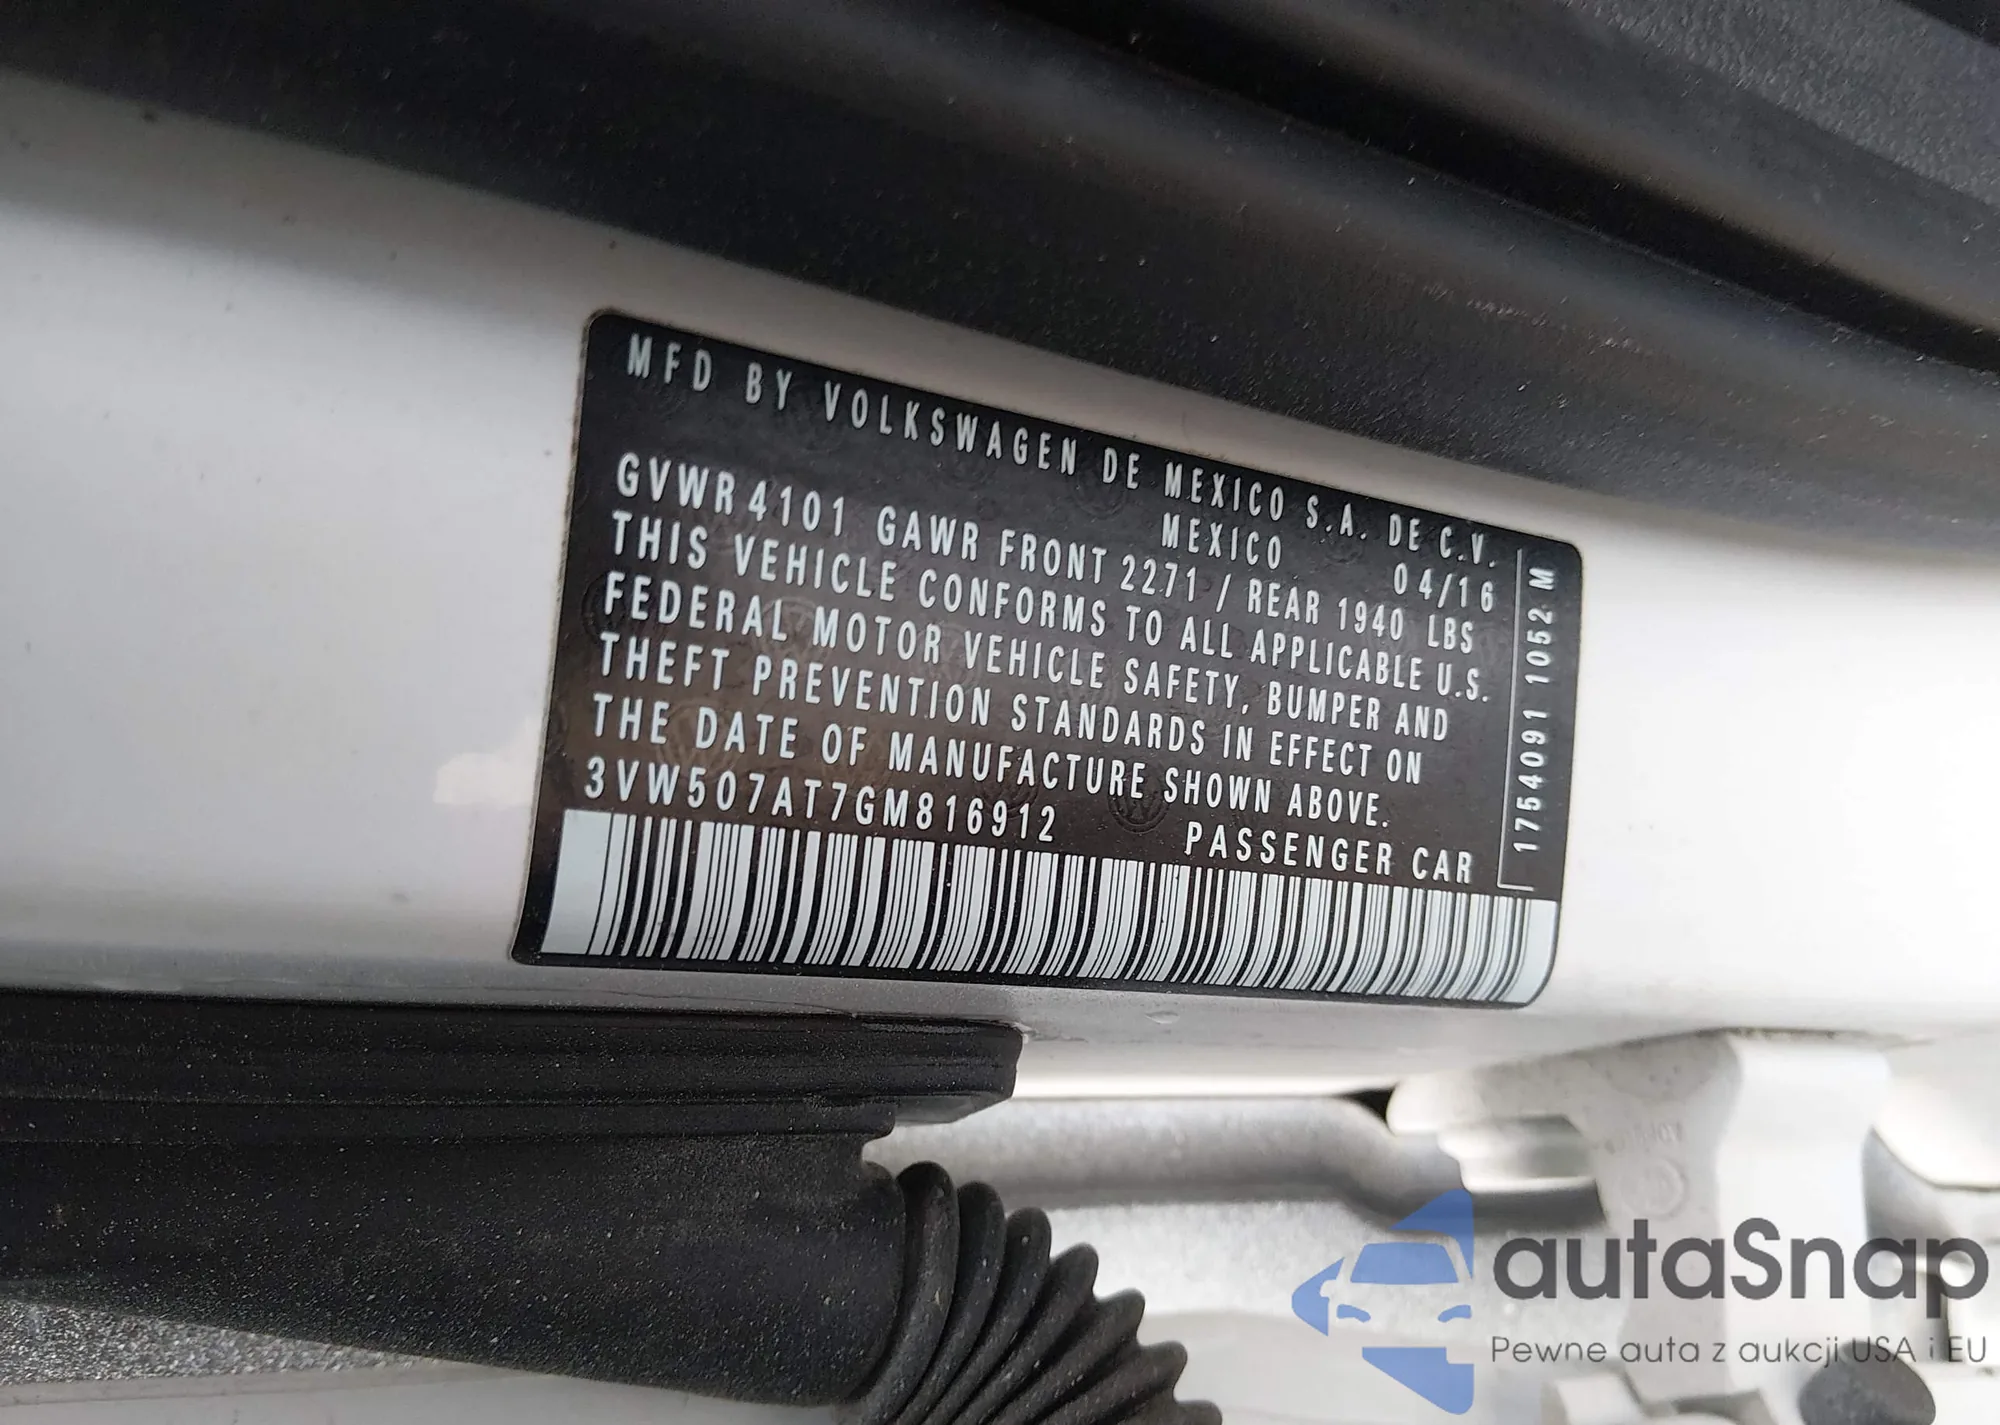 MFD BY VOLKSWAGEN DE MEXICO S.A. DE C.V.
MEXICO 04/16
GVWR 4101 GAWR FRONT 2271 / REAR 1940 LBS
THIS VEHICLE CONFORMS TO ALL APPLICABLE U.S.
FEDERAL MOTOR VEHICLE SAFETY, BUMPER AND
THEFT PREVENTION STANDARDS IN EFFECT ON
THE DATE OF MANUFACTURE SHOWN ABOVE.
3VW507AT7GM816912 PASSENGER CAR
1754091 1052 M
autaSnap
Pewne auta z aukcji USA i EU